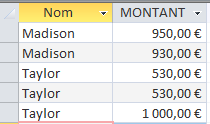 Nom MONTANT
Madison 950,00 €
Madison 930,00 €
Taylor 530,00 €
Taylor 530,00 €
Taylor 1 000,00 €